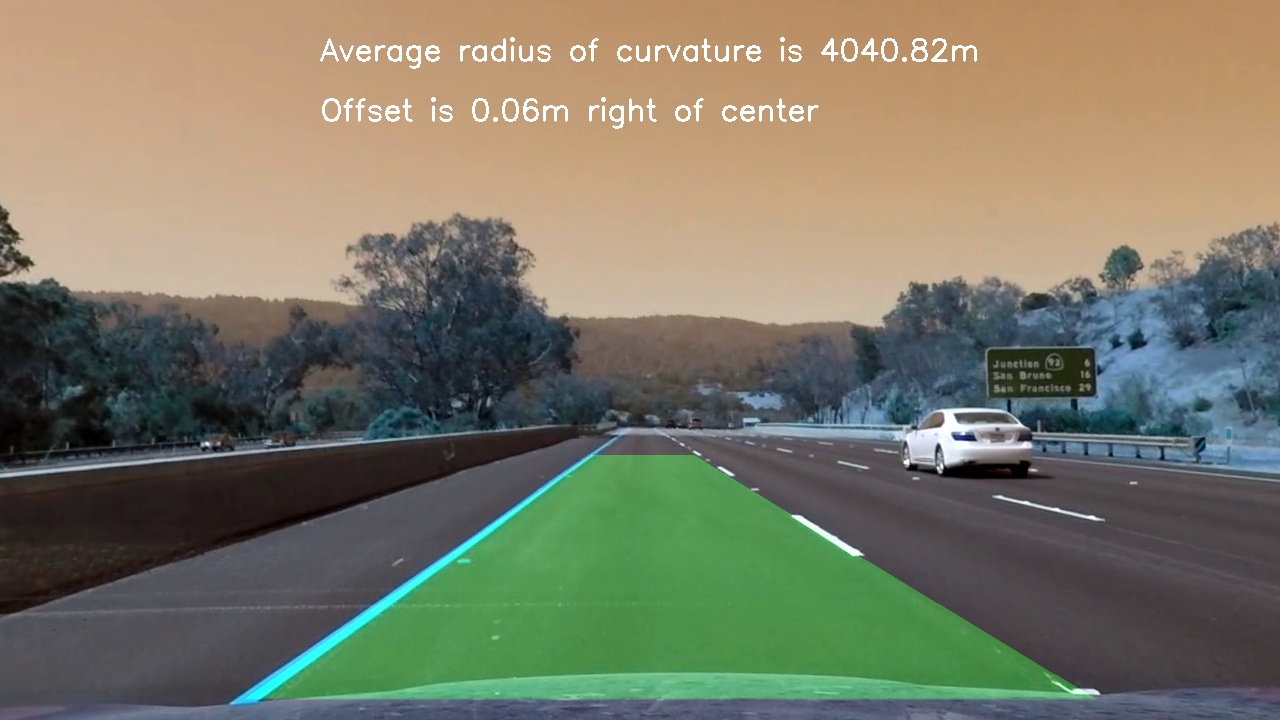 Average radius of curvature is 4040.82m
Offset is 0.06m right of center
Junction 92 6
San Bruno 16
San Francisco 29